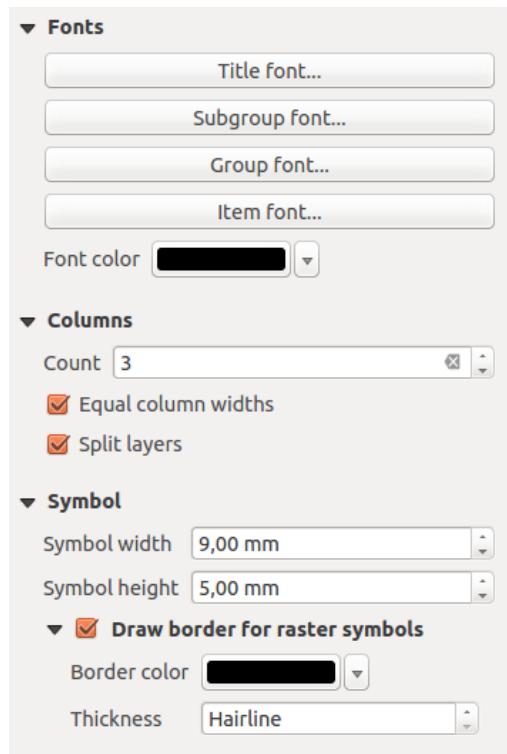 Fonts
Title font...
Subgroup font...
Group font...
Item font...
Font color
Columns
Count 3
Equal column widths
Split layers
Symbol
Symbol width 9,00 mm
Symbol height 5,00 mm
Draw border for raster symbols
Border color
Thickness Hairline